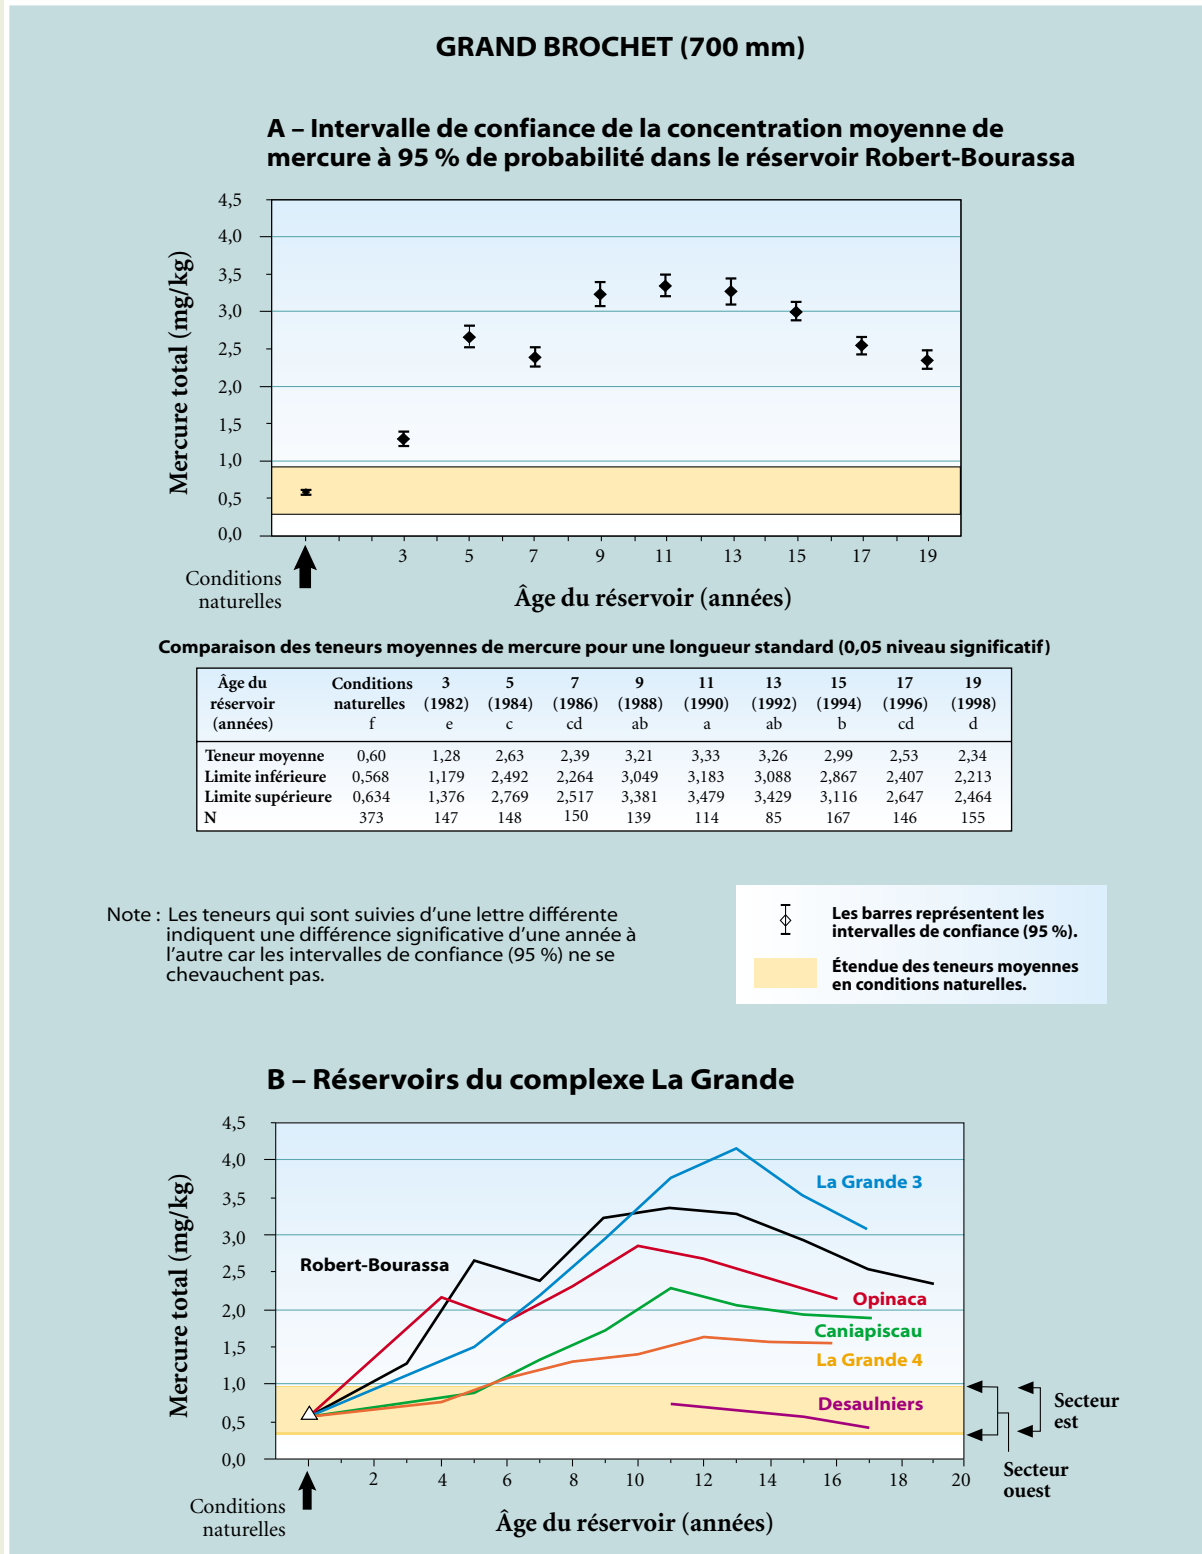 GRAND BROCHET (700 mm)
A – Intervalle de confiance de la concentration moyenne de
mercure à 95 % de probabilité dans le réservoir Robert-Bourassa
Mercure total (mg/kg)
4,5
4,0
3,5
3,0
2,5
2,0
1,5
1,0
0,5
0,0
3 5 7 9 11 13 15 17 19
Conditions
naturelles
Âge du réservoir (années)
Comparaison des teneurs moyennes de mercure pour une longueur standard (0,05 niveau significatif)
Âge du Conditions 3 5 7 9 11 13 15 17 19
réservoir naturelles (1982) (1984) (1986) (1988) (1990) (1992) (1994) (1996) (1998)
(années) f e c cd ab a ab b cd d
Teneur moyenne 0,60 1,28 2,63 2,39 3,21 3,33 3,26 2,99 2,53 2,34
Limite inférieure 0,568 1,179 2,492 2,264 3,049 3,183 3,088 2,867 2,407 2,213
Limite supérieure 0,634 1,376 2,769 2,517 3,381 3,479 3,429 3,116 2,647 2,464
N 373 147 148 150 139 114 85 167 146 155
Note : Les teneurs qui sont suivies d’une lettre différente
indiquent une différence significative d’une année à
l’autre car les intervalles de confiance (95 %) ne se
chevauchent pas.
Les barres représentent les
intervalles de confiance (95 %).
Étendue des teneurs moyennes
en conditions naturelles.
B – Réservoirs du complexe La Grande
Mercure total (mg/kg)
4,5
4,0
3,5
3,0
2,5
2,0
1,5
1,0
0,5
0,0
La Grande 3
Robert-Bourassa
Opinaca
Caniapiscau
La Grande 4
Desaulniers
Secteur
est
Secteur
ouest
2 4 6 8 10 12 14 16 18 20
Conditions
naturelles
Âge du réservoir (années)